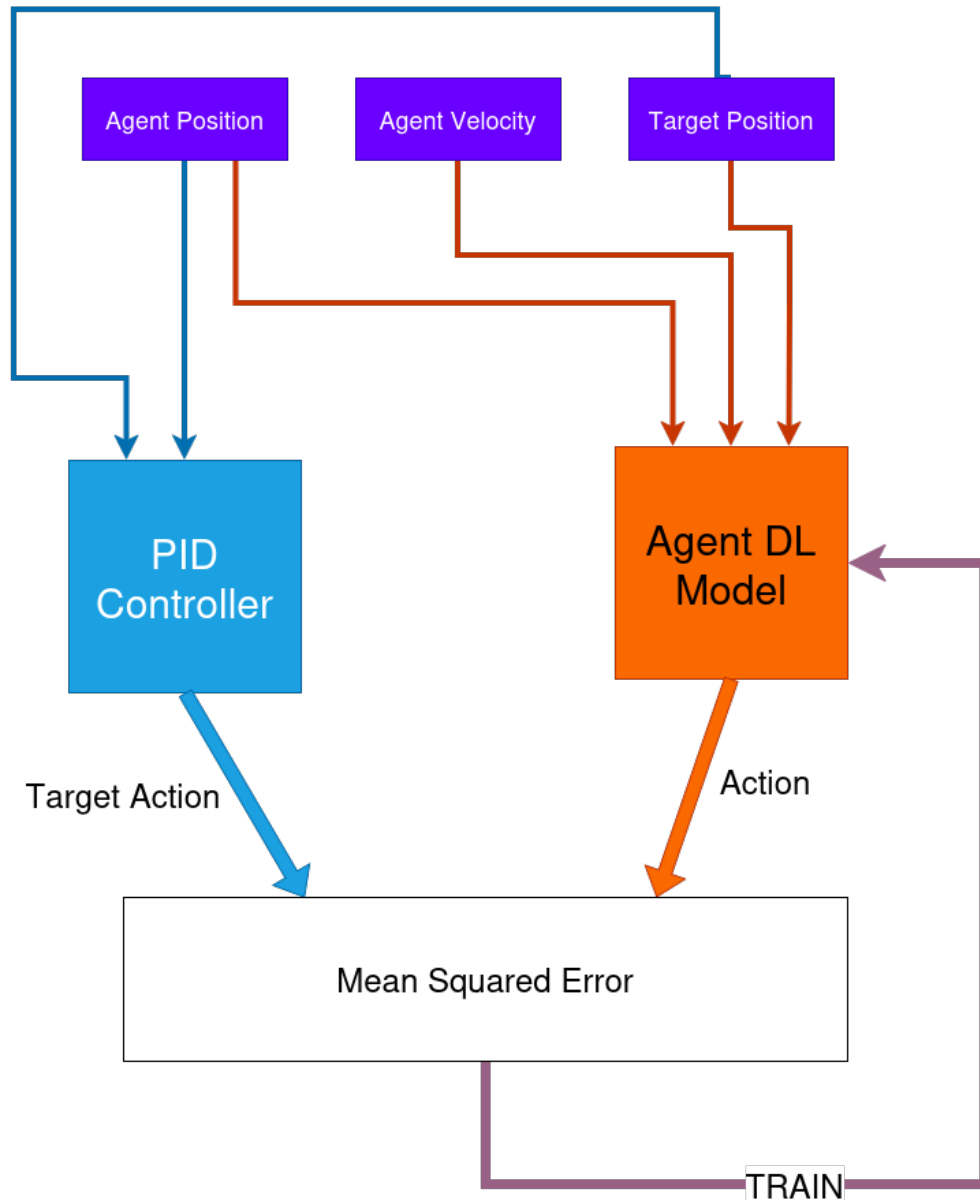 Agent Position
Agent Velocity
Target Position
PID
Controller
Agent DL
Model
Target Action
Action
Mean Squared Error
TRAIN